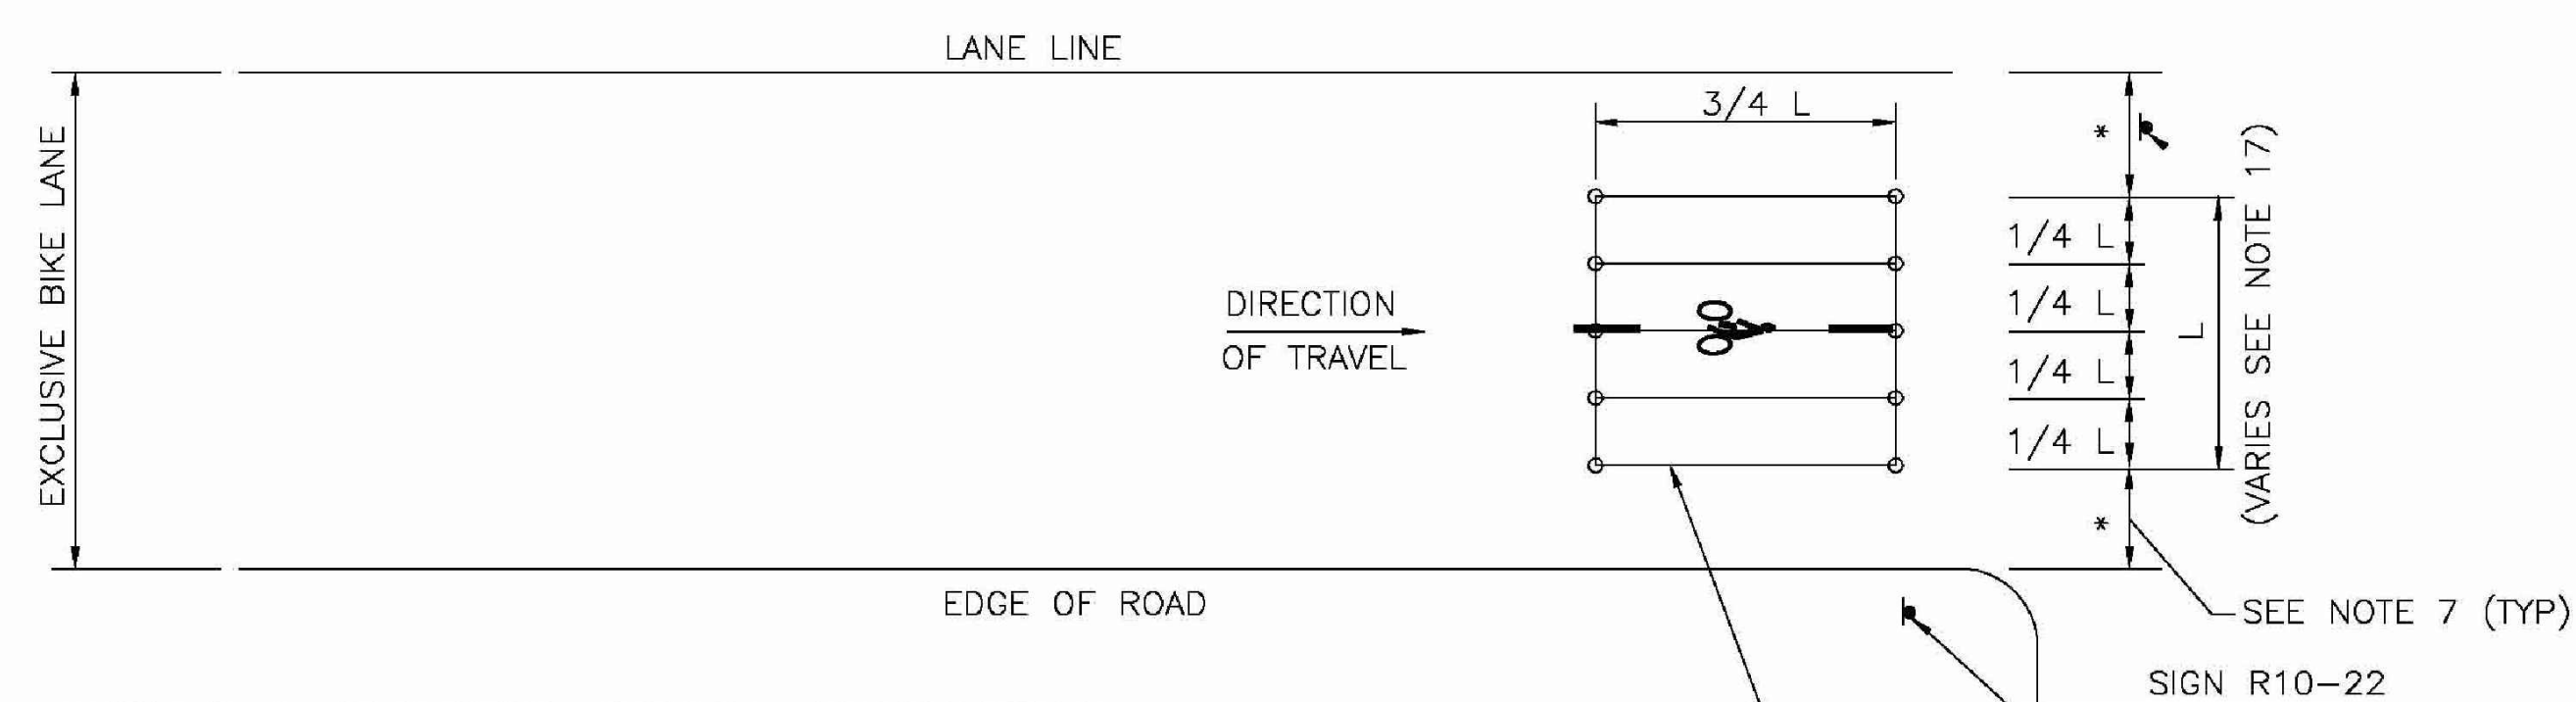 LANE LINE
EXCLUSIVE BIKE LANE
3/4 L
*
1/4 L
1/4 L
1/4 L
1/4 L
*
L
(VARIES SEE NOTE 17)
DIRECTION
OF TRAVEL
EDGE OF ROAD
SEE NOTE 7 (TYP)
SIGN R10-22